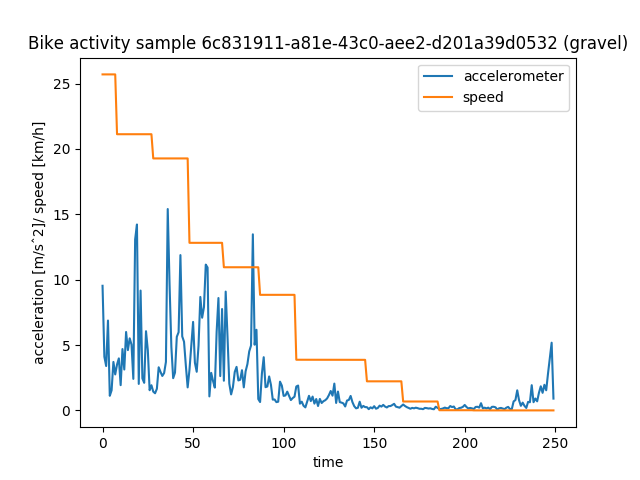 Bike activity sample 6c831911-a81e-43c0-aee2-d201a39d0532 (gravel)
accelerometer
speed
acceleration [m/s^2]/ speed [km/h]
25
20
15
10
5
0
0 50 100 150 200 250
time